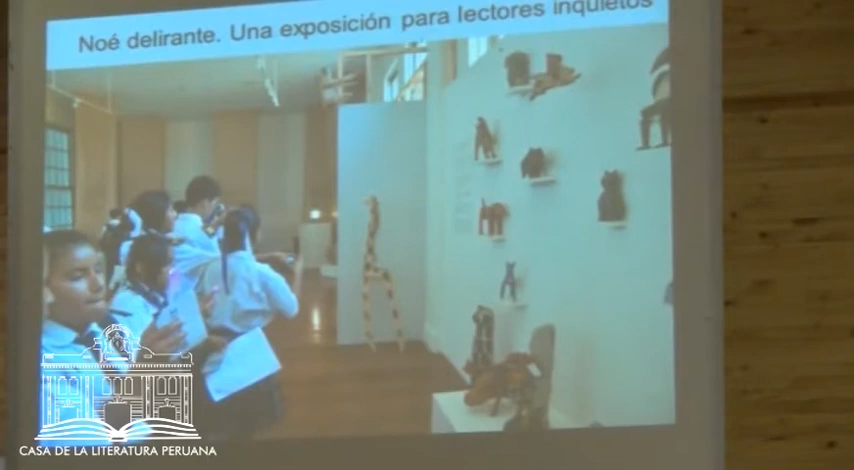 Noé delirante. Una exposición para lectores inquietos
CASA DE LA LITERATURA PERUANA